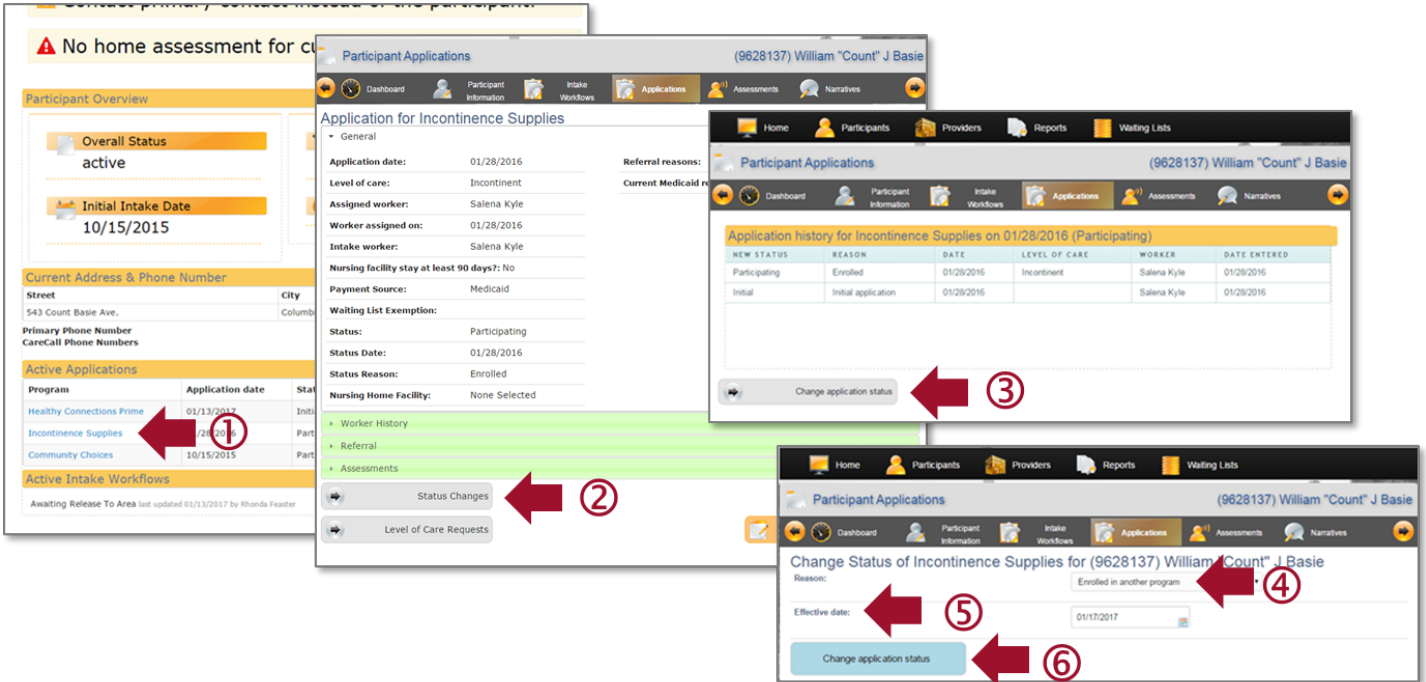 Contact primary contact instead of the participant.
No home assessment for cu
Participant Overview
Overall Status
active
Initial Intake Date
10/15/2015
Current Address & Phone Number
Street City
543 Count Basie Ave. Columb
Primary Phone Number
CareCall Phone Numbers
Active Applications
Program Application date Stat
Healthy Connections Prime 01/13/2017 Initi
Incontinence Supplies /28/2016 Part
①
Community Choices 10/15/2015 Part
Active Intake Workflows
Awaiting Release To Area last updated 01/13/2017 by Rhonda Feaster
Participant Applications (9628137) William "Count" J Basie
Dashboard Participant Information Intake Workflows Applications Assessments Narratives
Application for Incontinence Supplies
General
Application date: 01/28/2016 Referral reasons:
Level of care: Incontinent Current Medicaid re
Assigned worker: Salena Kyle
Worker assigned on: 01/28/2016
Intake worker: Salena Kyle
Nursing facility stay at least 90 days?: No
Payment Source: Medicaid
Waiting List Exemption:
Status: Participating
Status Date: 01/28/2016
Status Reason: Enrolled
Nursing Home Facility: None Selected
Worker History
Referral
Assessments
Status Changes
②
Level of Care Requests
Home Participants Providers Reports Waiting Lists
Participant Applications (9628137) William "Count" J Basie
Dashboard Participant Information Intake Workflows Applications Assessments Narratives
Application history for Incontinence Supplies on 01/28/2016 (Participating)
NEW STATUS REASON DATE LEVEL OF CARE WORKER DATE ENTERED
Participating Enrolled 01/28/2016 Incontinent Salena Kyle 01/28/2016
Initial Initial application 01/28/2016 Salena Kyle 01/28/2016
Change application status
③
Home Participants Providers Reports Waiting Lists
Participant Applications (9628137) William "Count" J Basie
Dashboard Participant Information Intake Workflows Applications Assessments Narratives
Change Status of Incontinence Supplies for (9628137) William "Count" J Basie
Reason: Enrolled in another program
④
Effective date: 01/17/2017
⑤
Change application status
⑥